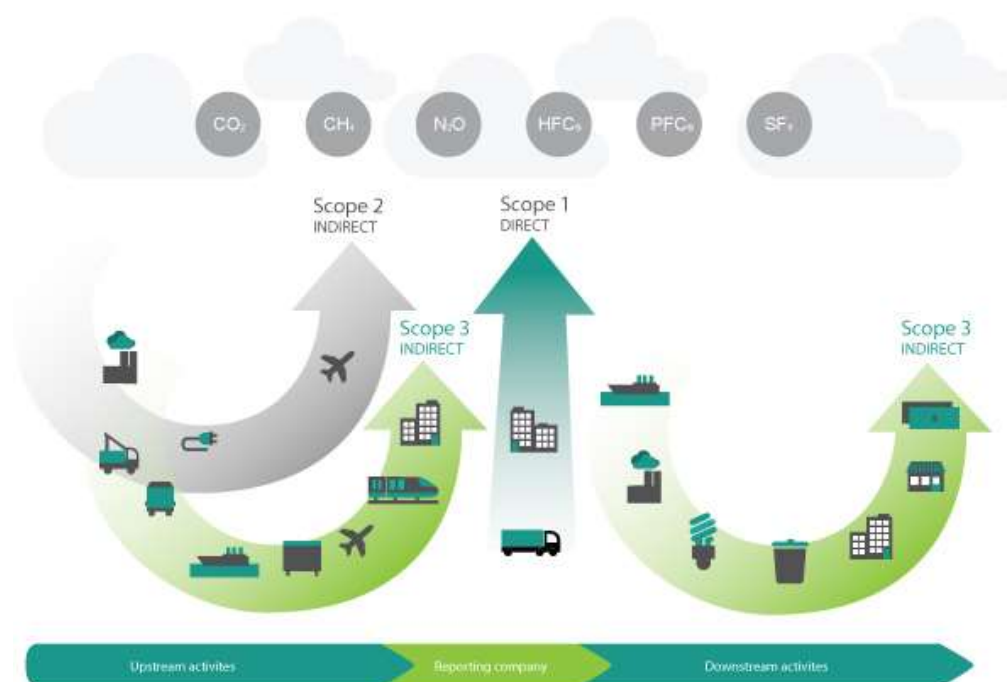 CO₂
CH₄
N₂O
HFCₛ
PFCₛ
SF₆
Scope 2
INDIRECT
Scope 1
DIRECT
Scope 3
INDIRECT
Scope 3
INDIRECT
Upstream activites
Reporting company
Downstream activites